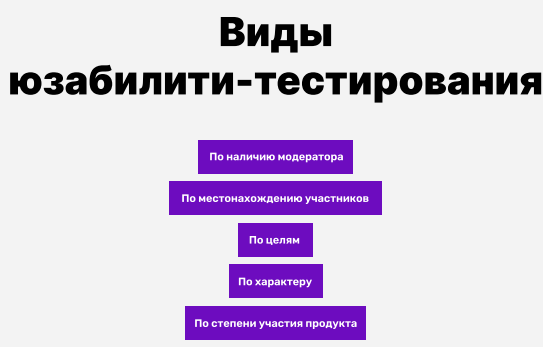 Виды
юзабилити-тестирования
По наличию модератора
По местонахождению участников
По целям
По характеру
По степени участия продукта